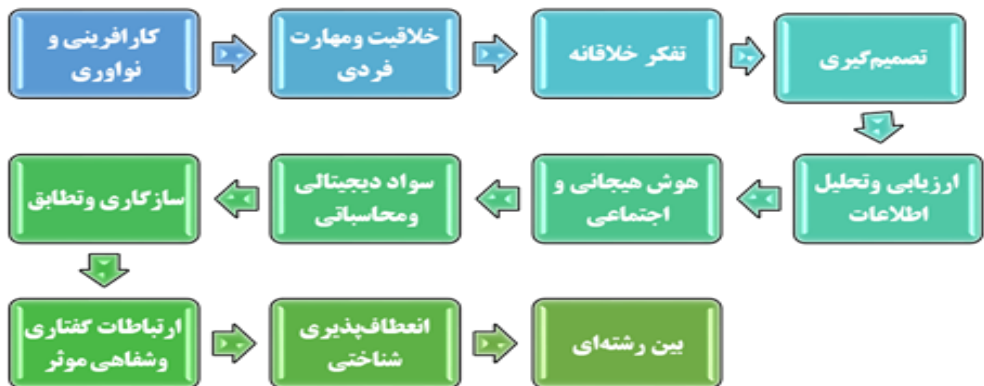 کارافرینی و
نواوری
خلاقیت ومهارت
فردی
تفکر خلاقانه
تصمیم‌گیری
ارزیابی وتحلیل
اطلاعات
هوش هیجانی و
اجتماعی
سواد دیجیتالی
ومحاسباتی
سازگاری وتطابق
ارتباطات گفتاری
وشفاهی موثر
انعطاف‌پذیری
شناختی
بین رشته‌ای